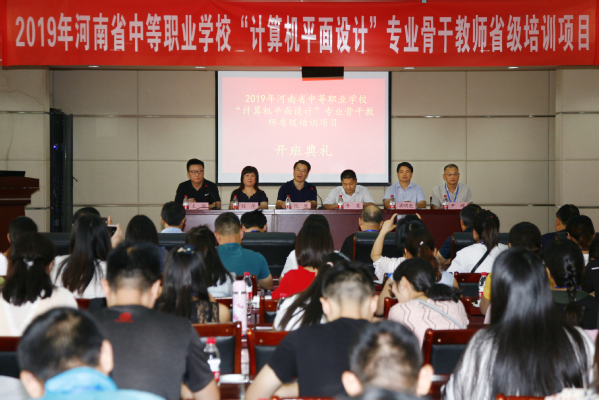 2019年河南省中等职业学校“计算机平面设计”专业骨干教师省级培训项目
2019年河南省中等职业学校
“计算机平面设计”专业骨干教
师省级培训项目
开班典礼